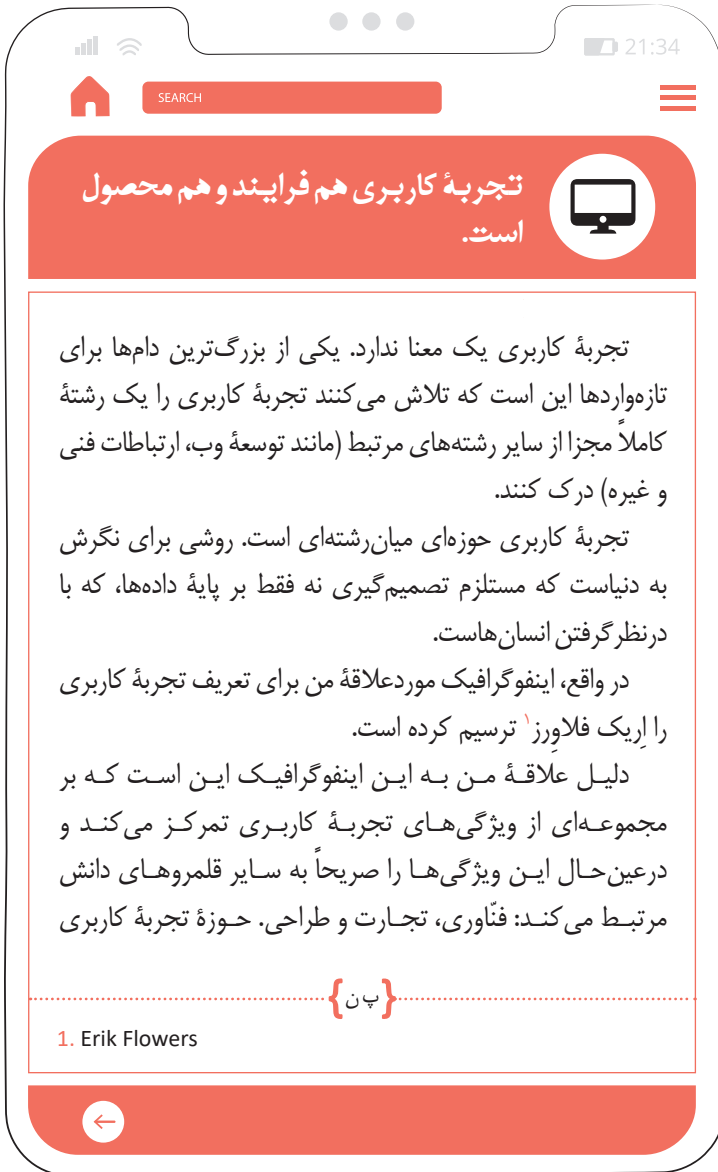 21:34
SEARCH
تجربهٔ کاربری هم فرایند و هم محصول
است.
تجربهٔ کاربری یک معنا ندارد. یکی از بزرگ‌ترین دام‌ها برای
تازه‌واردها این است که تلاش می‌کنند تجربهٔ کاربری را یک رشتهٔ
کاملاً مجزا از سایر رشته‌های مرتبط (مانند توسعهٔ وب، ارتباطات فنی
و غیره) درک کنند.
تجربهٔ کاربری حوزه‌ای میان‌رشته‌ای است. روشی برای نگرش
به دنیاست که مستلزم تصمیم‌گیری نه فقط بر پایهٔ داده‌ها، که با
درنظرگرفتن انسان‌هاست.
در واقع، اینفوگرافیک موردعلاقهٔ من برای تعریف تجربهٔ کاربری
را اِریک فلاوِرز۱ ترسیم کرده است.
دلیل علاقهٔ من به این اینفوگرافیک این است که بر
مجموعه‌ای از ویژگی‌های تجربهٔ کاربری تمرکز می‌کند و
درعین‌حال این ویژگی‌ها را صریحاً به سایر قلمروهای دانش
مرتبط می‌کند: فنّاوری، تجارت و طراحی. حوزهٔ تجربهٔ کاربری
{پ ن}
1. Erik Flowers